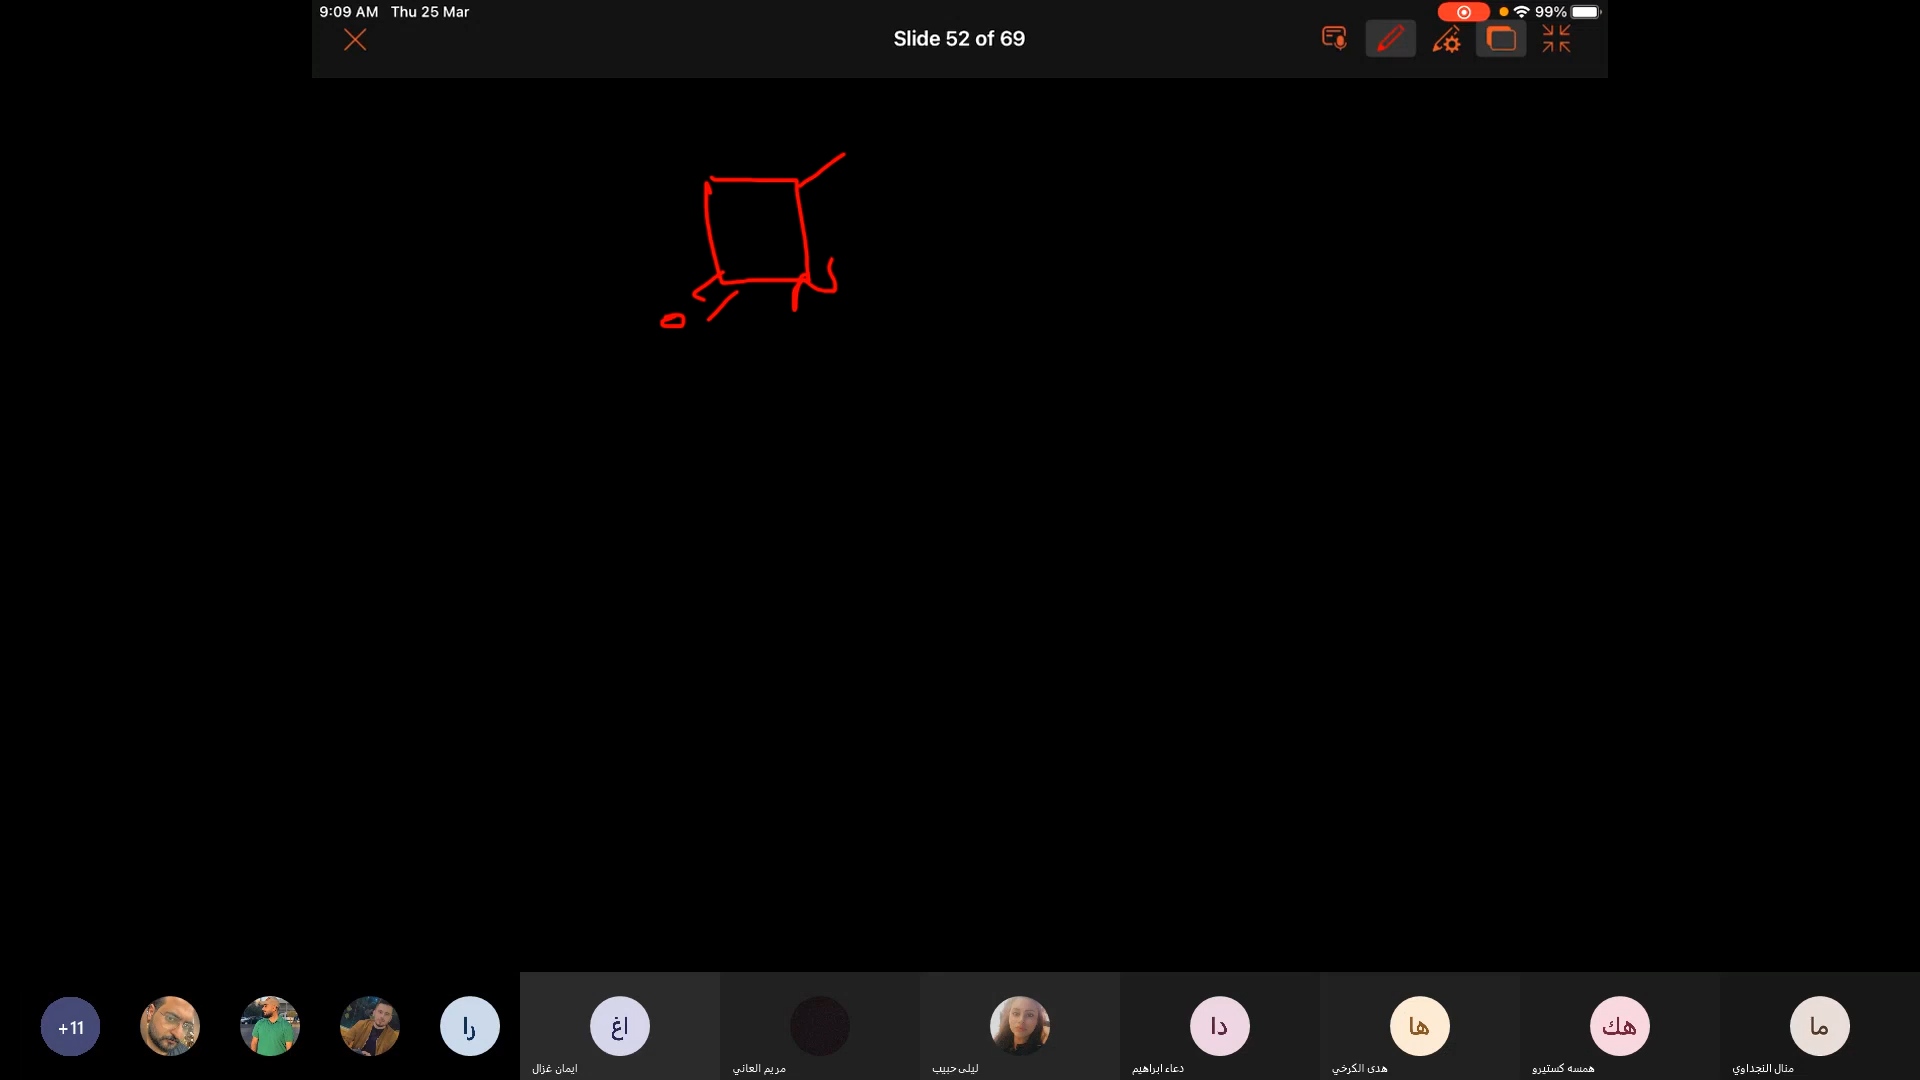 9:09 AM Thu 25 Mar
99%
Slide 52 of 69
+11
را
اغ
دا
ها
هك
ما
ايمان غزال
مريم العاني
ليلى حبيب
دعاء ابراهيم
هدى الكرخي
همسه كستيرو
منال النجداوي